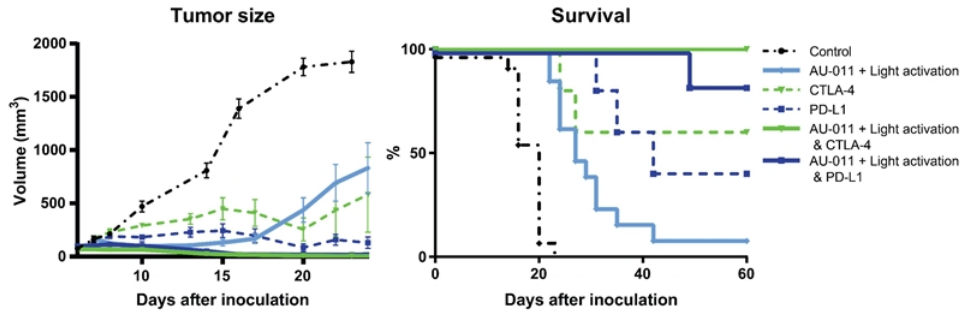 Tumor size
Volume (mm³)
2000
1500
1000
500
0
10
15
20
Days after inoculation
Survival
%
100
50
0
0
20
40
60
Days after inoculation
Control
AU-011 + Light activation
CTLA-4
PD-L1
AU-011 + Light activation
& CTLA-4
AU-011 + Light activation
& PD-L1